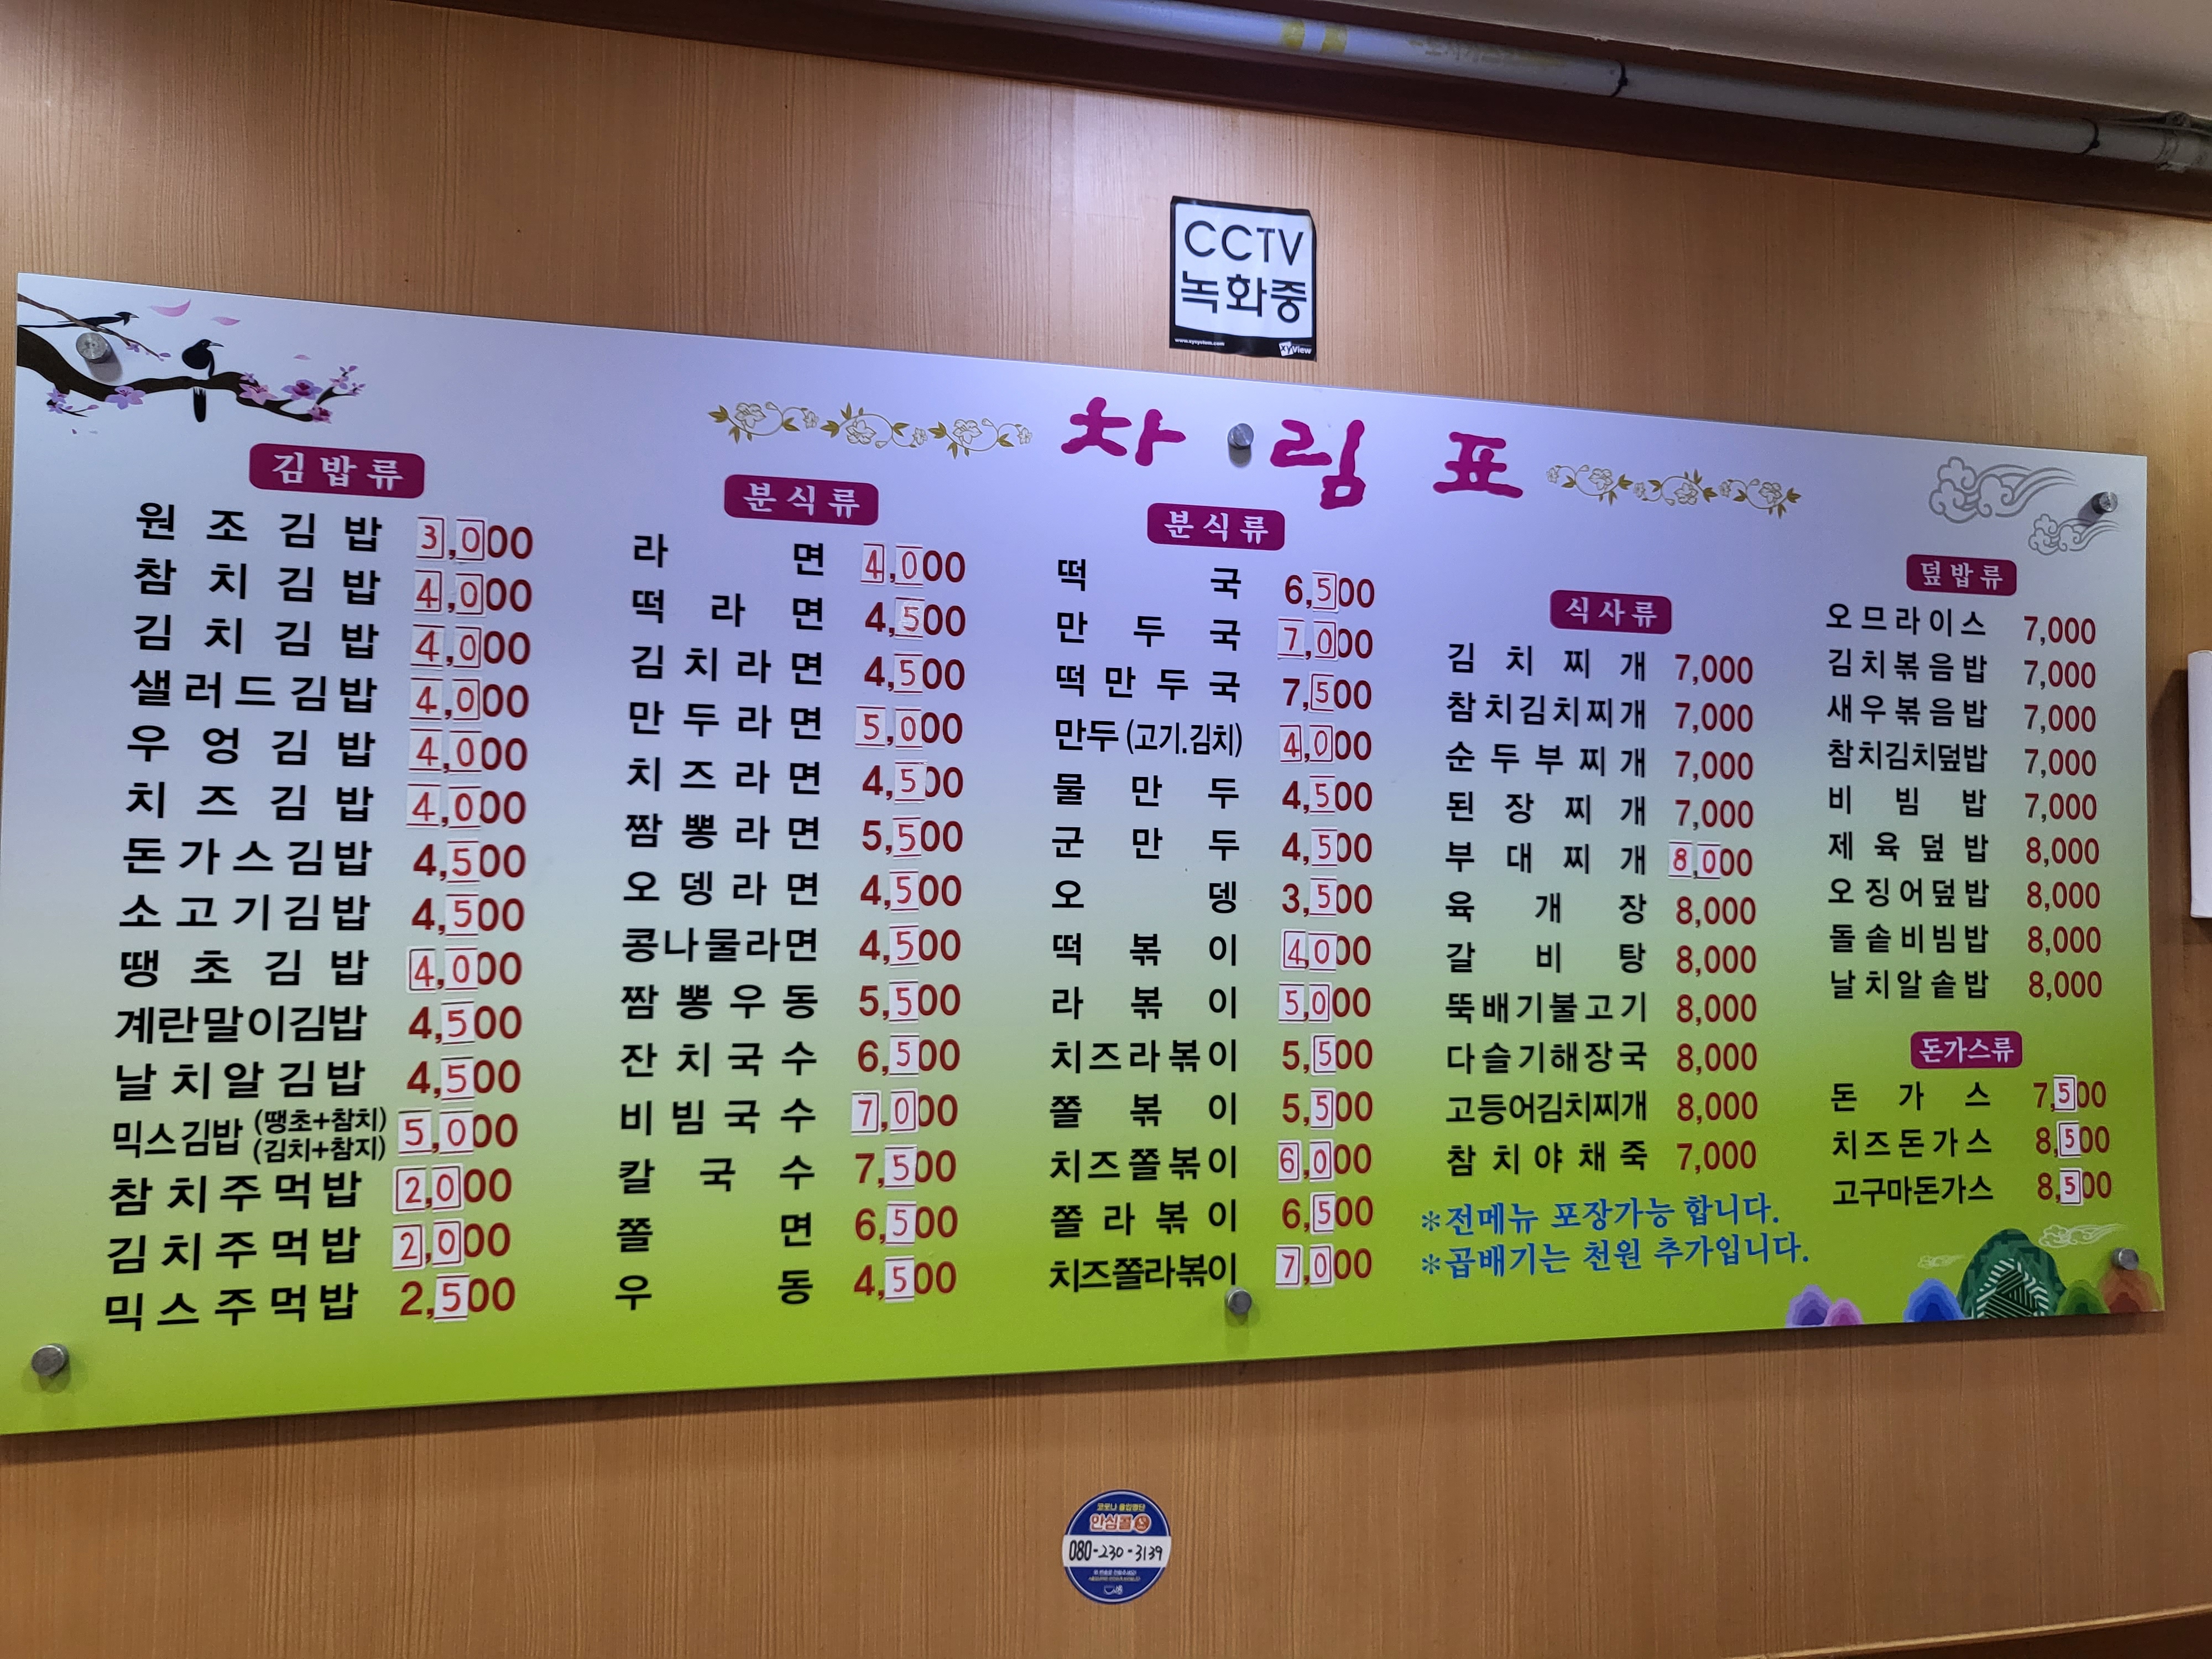 CCTV
녹화중
www.xysystem.com xyView
차림표
김밥류
원조김밥 3,000
참치김밥 4,000
김치김밥 4,000
샐러드김밥 4,000
우엉김밥 4,000
치즈김밥 4,000
돈가스김밥 4,500
소고기김밥 4,500
땡초김밥 4,000
계란말이김밥 4,500
날치알김밥 4,500
믹스김밥 (땡초+참치) (김치+참지) 5,000
참치주먹밥 2,000
김치주먹밥 2,000
믹스주먹밥 2,500
분식류
라면 4,000
떡라면 4,500
김치라면 4,500
만두라면 5,000
치즈라면 4,500
짬뽕라면 5,500
오뎅라면 4,500
콩나물라면 4,500
짬뽕우동 5,500
잔치국수 6,500
비빔국수 7,000
칼국수 7,500
쫄면 6,500
우동 4,500
분식류
떡국 6,500
만두국 7,000
떡만두국 7,500
만두(고기.김치) 4,000
물만두 4,500
군만두 4,500
오뎅 3,500
떡볶이 4,000
라볶이 5,000
치즈라볶이 5,500
쫄볶이 5,500
치즈쫄볶이 6,000
쫄라볶이 6,500
치즈쫄라볶이 7,000
식사류
김치찌개 7,000
참치김치찌개 7,000
순두부찌개 7,000
된장찌개 7,000
부대찌개 8,000
육개장 8,000
갈비탕 8,000
뚝배기불고기 8,000
다슬기해장국 8,000
고등어김치찌개 8,000
참치야채죽 7,000
*전메뉴 포장가능 합니다.
*곱배기는 천원 추가입니다.
덮밥류
오므라이스 7,000
김치볶음밥 7,000
새우볶음밥 7,000
참치김치덮밥 7,000
비빔밥 7,000
제육덮밥 8,000
오징어덮밥 8,000
돌솥비빔밥 8,000
날치알솥밥 8,000
돈가스류
돈가스 7,500
치즈돈가스 8,500
고구마돈가스 8,500
코로나 출입명단
안심콜
080-230-3139